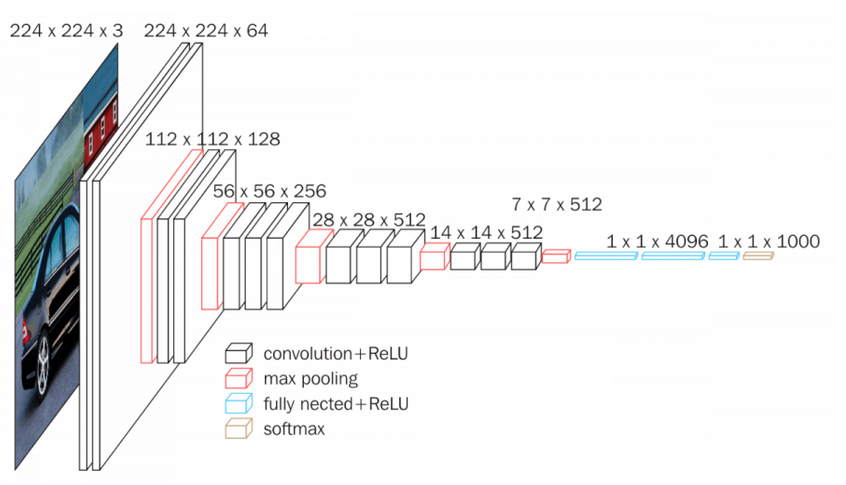 224 x 224 x 3
224 x 224 x 64
112 x 112 x 128
56 x 56 x 256
28 x 28 x 512
14 x 14 x 512
7 x 7 x 512
1 x 1 x 4096
1 x 1 x 1000
convolution+ReLU
max pooling
fully nected+ReLU
softmax